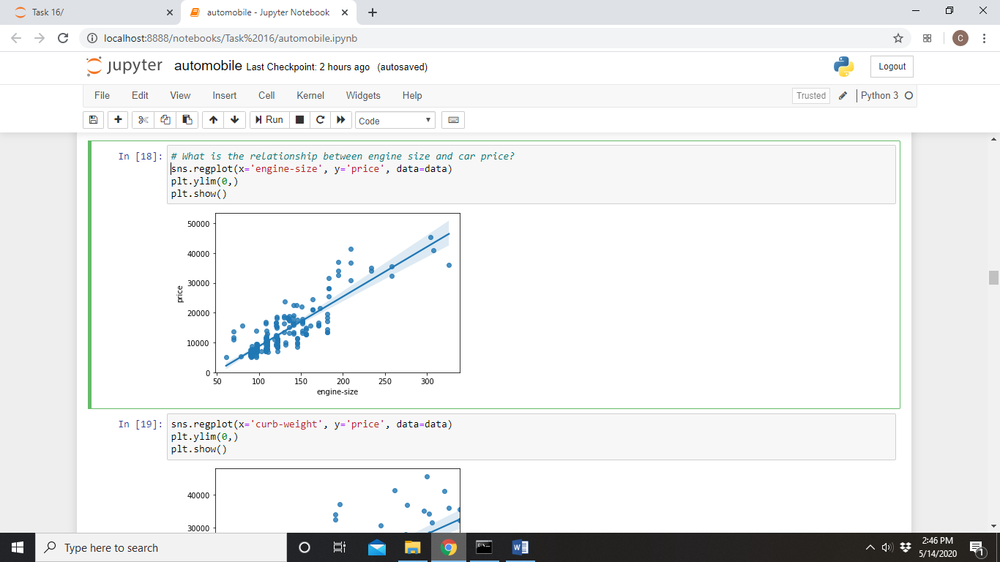 Task 16/
automobile - Jupyter Notebook
localhost:8888/notebooks/Task%2016/automobile.ipynb
C
jupyter automobile Last Checkpoint: 2 hours ago (autosaved)
Logout
File Edit View Insert Cell Kernel Widgets Help
Trusted Python 3
Run Code
In [18]: # What is the relationship between engine size and car price?
sns.regplot(x='engine-size', y='price', data=data)
plt.ylim(0,)
plt.show()
50000
40000
30000
20000
10000
0
price
50 100 150 200 250 300
engine-size
In [19]: sns.regplot(x='curb-weight', y='price', data=data)
plt.ylim(0,)
plt.show()
40000
30000
Type here to search
2:46 PM
5/14/2020
1